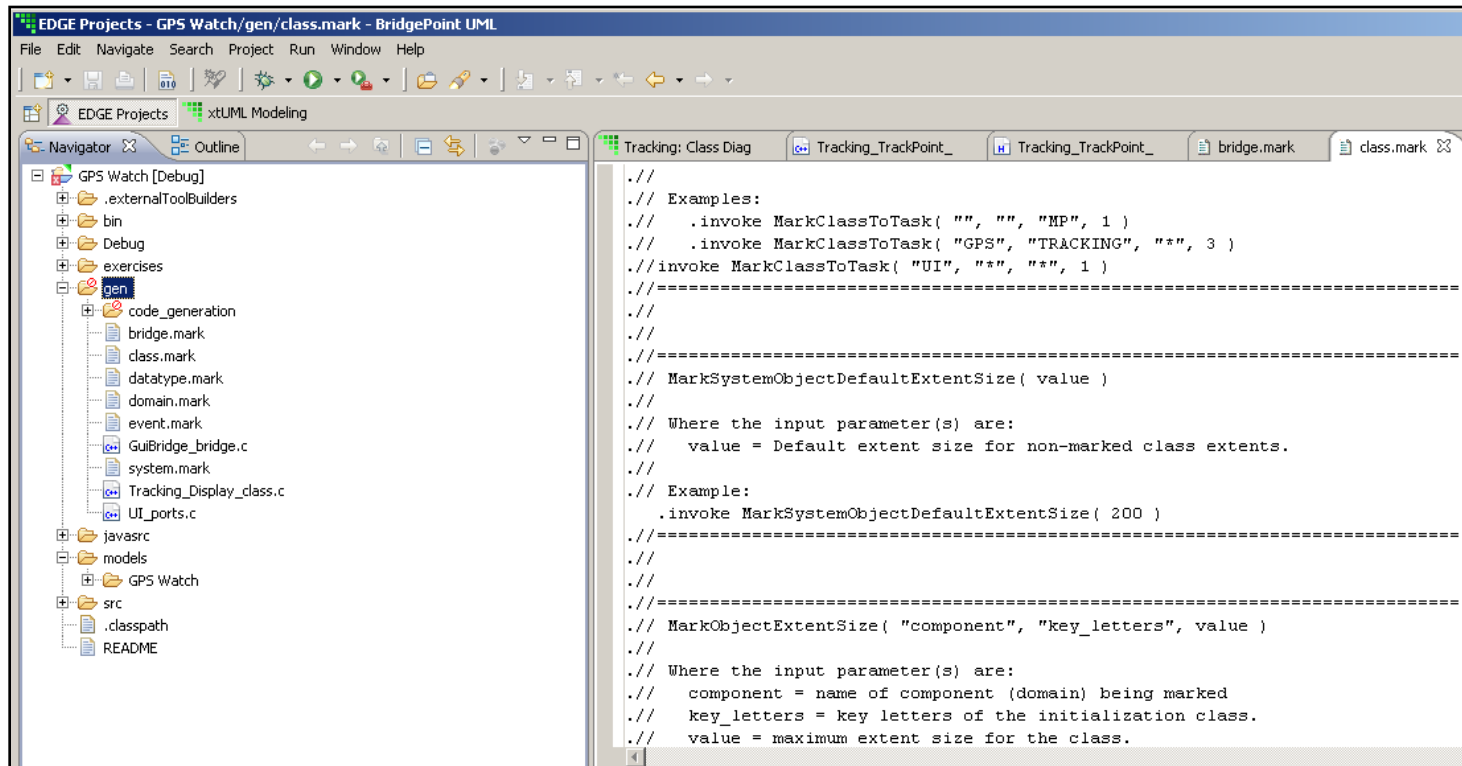 EDGE Projects - GPS Watch/gen/class.mark - BridgePoint UML
File Edit Navigate Search Project Run Window Help
010
EDGE Projects xtUML Modeling
Navigator Outline
Tracking: Class Diag Tracking_TrackPoint_ Tracking_TrackPoint_ bridge.mark class.mark
GPS Watch [Debug]
.externalToolBuilders
bin
Debug
exercises
gen
code_generation
bridge.mark
class.mark
datatype.mark
domain.mark
event.mark
GuiBridge_bridge.c
system.mark
Tracking_Display_class.c
UI_ports.c
javasrc
models
GPS Watch
src
.classpath
README
.//
.// Examples:
.//   .invoke MarkClassToTask( "", "", "MP", 1 )
.//   .invoke MarkClassToTask( "GPS", "TRACKING", "*", 3 )
.//invoke MarkClassToTask( "UI", "*", "*", 1 )
.//============================================================================
.//
.//
.//============================================================================
.// MarkSystemObjectDefaultExtentSize( value )
.//
.// Where the input parameter(s) are:
.//   value = Default extent size for non-marked class extents.
.//
.// Example:
  .invoke MarkSystemObjectDefaultExtentSize( 200 )
.//============================================================================
.//
.//
.//============================================================================
.// MarkObjectExtentSize( "component", "key_letters", value )
.//
.// Where the input parameter(s) are:
.//   component = name of component (domain) being marked
.//   key_letters = key letters of the initialization class.
.//   value = maximum extent size for the class.